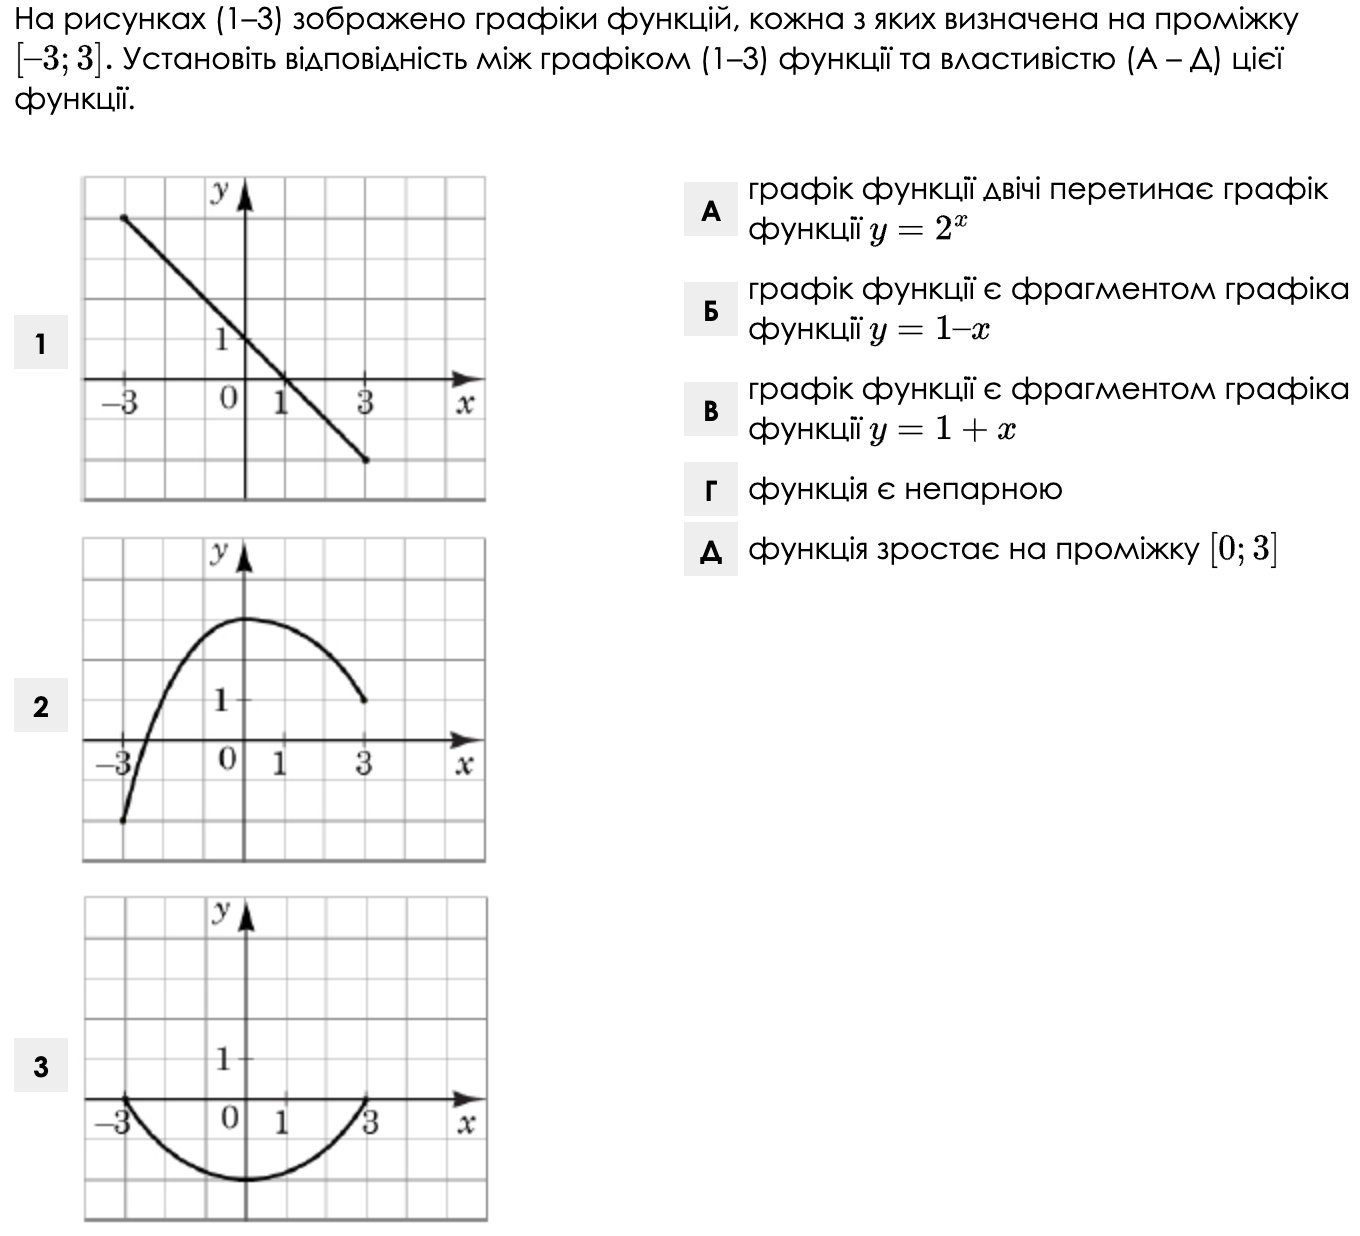 На рисунках (1–3) зображено графіки функцій, кожна з яких визначена на проміжку
[–3; 3]. Установіть відповідність між графіком (1–3) функції та властивістю (А – Д) цієї
функції.
1
y
1
–3
0
1
3
x
2
y
1
–3
0
1
3
x
3
y
1
–3
0
1
3
x
А
графік функції двічі перетинає графік
функції y = 2^x
Б
графік функції є фрагментом графіка
функції y = 1–x
В
графік функції є фрагментом графіка
функції y = 1 + x
Г
функція є непарною
Д
функція зростає на проміжку [0; 3]